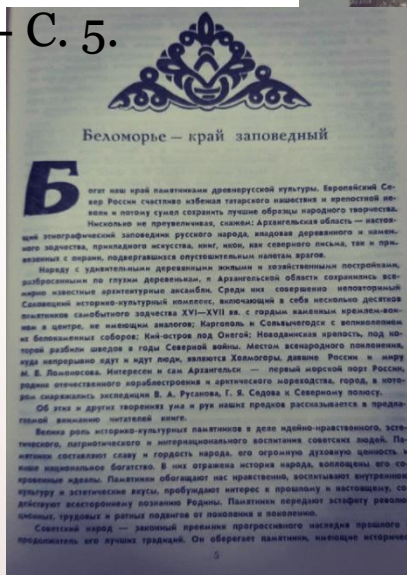 – С. 5.
Беломорье — край заповедный
Богат наш край памятниками древнерусской культуры. Европейский Се-
вер России счастливо избежал татарского нашествия и крепостной не-
воли и потому сумел сохранить лучшие образцы народного творчества.
Нисколько не преувеличивая, скажем: Архангельская область — настоя-
щий этнографический заповедник русского народа, кладовая деревянного и камен-
ного зодчества, прикладного искусства, книг, икон, как северного письма, так и при-
везенных с окраин, подвергавшихся опустошительным налетам врагов.
Наряду с удивительными деревянными жилыми и хозяйственными постройками,
разбросанными по глухим деревенькам, в Архангельской области сохранились все-
мирно известные архитектурные ансамбли. Среди них совершенно неповторимый
Соловецкий историко-культурный комплекс, включающий в себя несколько десятков
памятников самобытного зодчества XVI—XVII вв. с гордым каменным кремлем-вои-
ном в центре, не имеющим аналогов; Каргополь и Сольвычегодск с великолепием
их белокаменных соборов; Кий-остров под Онегой; Новодвинская крепость, под ко-
торой разбили шведов в годы Северной войны. Местом всенародного поклонения,
куда непрерывно идут и идут люди, являются Холмогоры, давшие России и миру
М. В. Ломоносова. Интересен и сам Архангельск — первый морской порт России,
родина отечественного кораблестроения и арктического мореходства, город, в кото-
ром снаряжались экспедиции В. А. Русанова, Г. Я. Седова к Северному полюсу.
Об этих и других творениях ума и рук наших предков рассказывается в предла-
гаемой вниманию читателей книге.
Велика роль историко-культурных памятников в деле идейно-нравственного, эсте-
тического, патриотического и интернационального воспитания советских людей. Па-
мятники составляют славу и гордость народа, его огромную духовную ценность и
наше национальное богатство. В них отражена история народа, воплощены его со-
кровенные идеалы. Памятники обогащают нас нравственно, воспитывают внутреннюю
культуру и эстетические вкусы, пробуждают интерес к прошлому и настоящему, со-
действуют всестороннему познанию Родины. Памятники передают эстафету революци-
онных, трудовых и ратных подвигов от поколения к поколению.
Советский народ — законный преемник прогрессивного наследия прошлого
продолжатель его лучших традиций. Он оберегает памятники, имеющие историчес
5